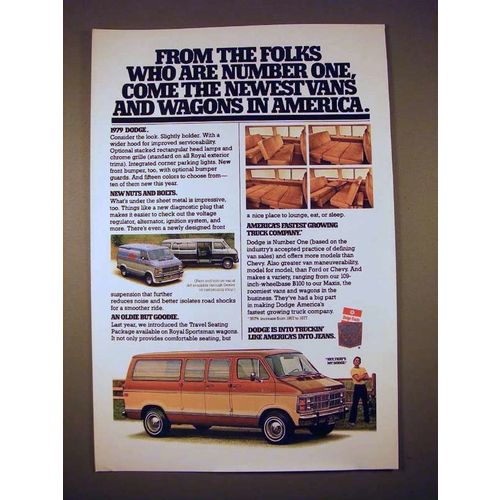 FROM THE FOLKS
WHO ARE NUMBER ONE,
COME THE NEWEST VANS
AND WAGONS IN AMERICA.
1979 DODGE.
Consider the look. Slightly bolder. With a
wider hood for improved serviceability.
Optional stacked rectangular head lamps and
chrome grille (standard on all Royal exterior
trims). Integral corner parking lights. New
front bumper, too, with optional bumper
guards. And fifteen colors to choose from—
ten of them new this year.
NEW NUTS AND BOLTS.
What's under the sheet metal is impressive,
too. Things like a new diagnostic plug that
makes it easier to check out the voltage
regulator, alternator, ignition system, and
more. There's even a newly designed front
suspension that further
reduces noise and better isolates road shocks
for a smoother ride.
AN OLDIE BUT GOODIE.
Last year, we introduced the Travel Seating
Package available on Royal Sportsman wagons.
It not only provides comfortable seating, but
a nice place to lounge, eat, or sleep.
AMERICA'S FASTEST GROWING
TRUCK COMPANY.*
Dodge is Number One (based on the
industry's accepted practice of defining
van sales) and offers more models than
Chevy. Also greater van maneuverability,
model for model, than Ford or Chevy. And
it makes a variety, ranging from our 109-
inch-wheelbase B100 to our Maxis, the
roomiest vans and wagons in the
business. They've had a big part
in making Dodge America's
fastest growing truck company.
DODGE IS INTO TRUCKIN'
LIKE AMERICA'S INTO JEANS.
"HEY, THAT'S
MY DODGE."